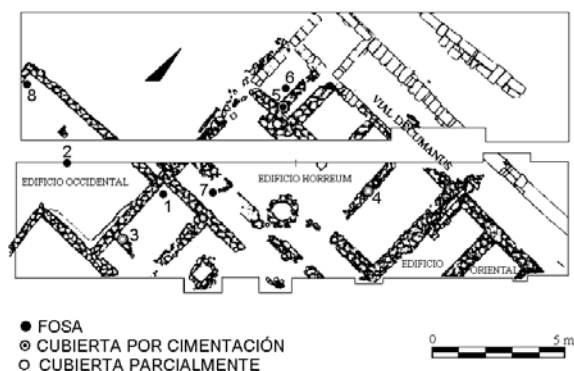 6
8
5
VIAL DECUMANUS
2
EDIFICIO OCCIDENTAL
EDIFICIO HORREUM
1
7
4
3
EDIFICIO
ORIENTAL
FOSA
CUBIERTA POR CIMENTACIÓN
CUBIERTA PARCIALMENTE
0 5 m